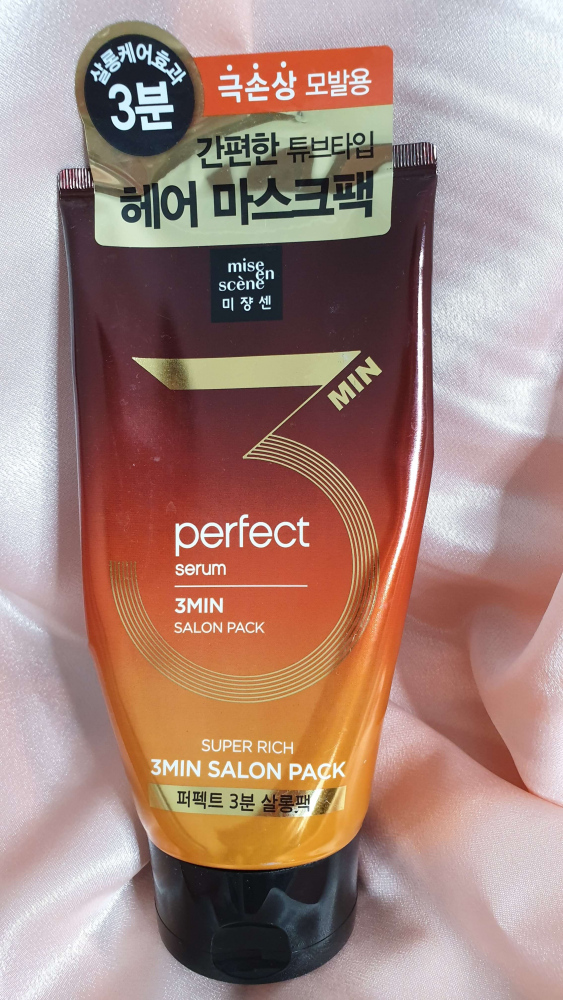 살롱케어효과
3분
극손상 모발용
간편한 튜브타입
헤어 마스크팩
mise
en
scène
미쟝센
3 MIN
perfect
serum
3MIN
SALON PACK
SUPER RICH
3MIN SALON PACK
퍼펙트 3분 살롱팩